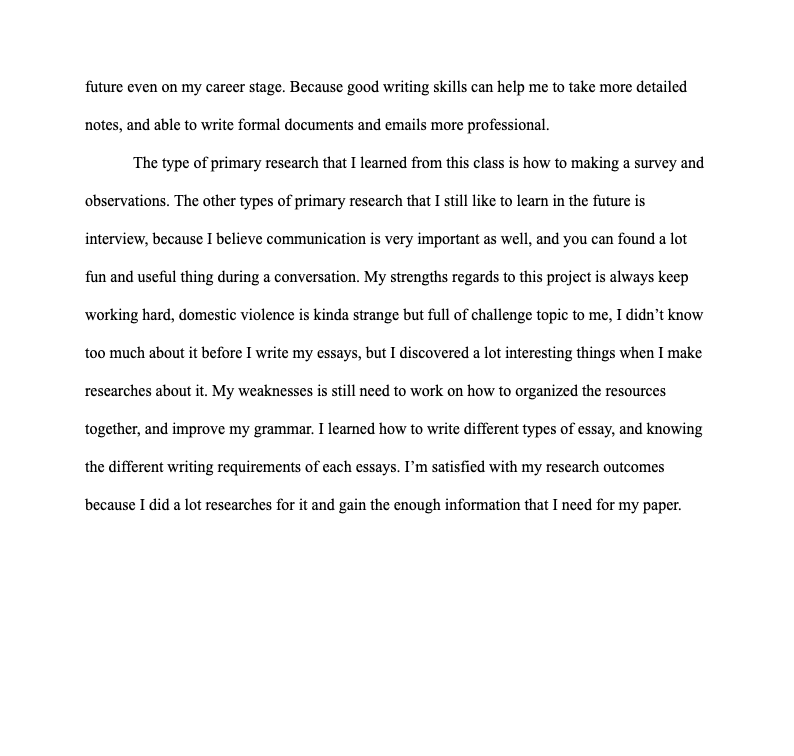 future even on my career stage. Because good writing skills can help me to take more detailed
notes, and able to write formal documents and emails more professional.
The type of primary research that I learned from this class is how to making a survey and
observations. The other types of primary research that I still like to learn in the future is
interview, because I believe communication is very important as well, and you can found a lot
fun and useful thing during a conversation. My strengths regards to this project is always keep
working hard, domestic violence is kinda strange but full of challenge topic to me, I didn’t know
too much about it before I write my essays, but I discovered a lot interesting things when I make
researches about it. My weaknesses is still need to work on how to organized the resources
together, and improve my grammar. I learned how to write different types of essay, and knowing
the different writing requirements of each essays. I’m satisfied with my research outcomes
because I did a lot researches for it and gain the enough information that I need for my paper.